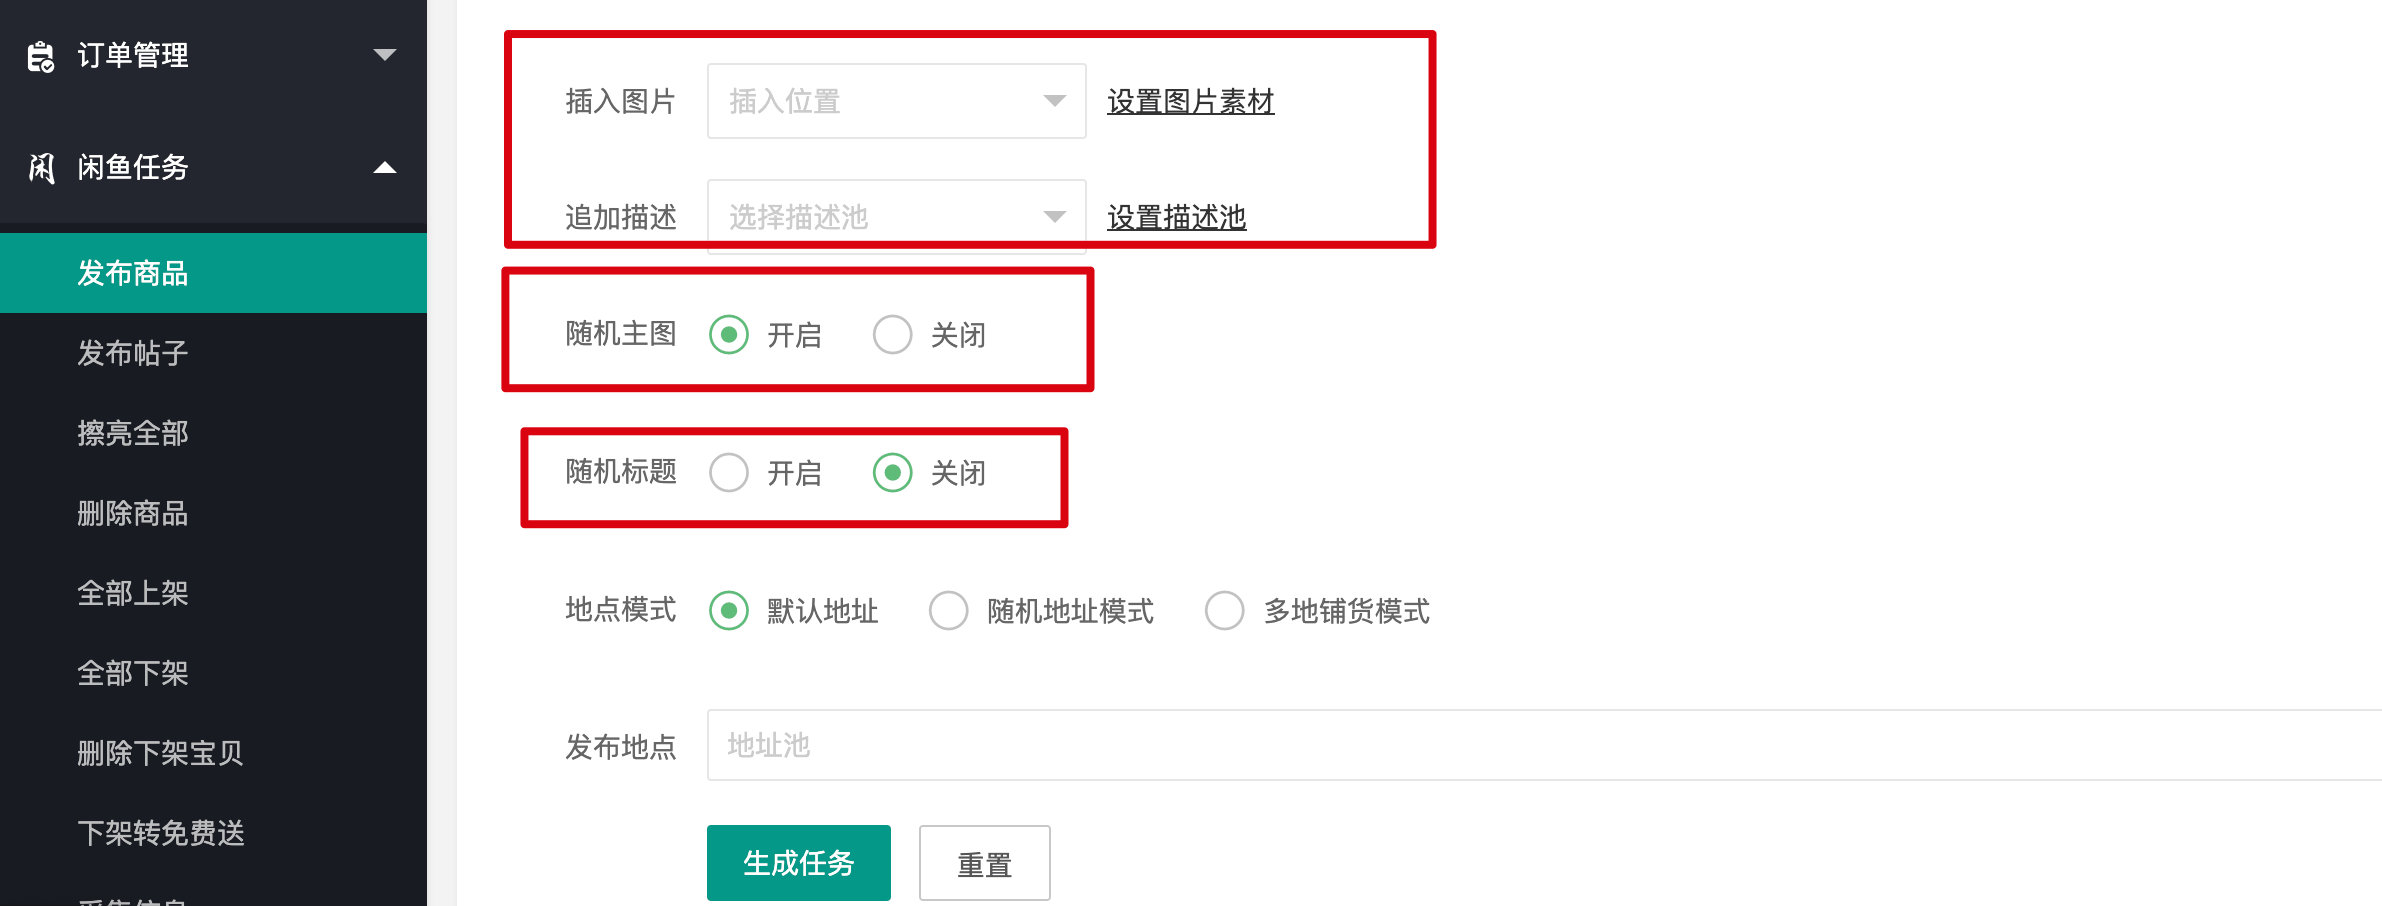 订单管理
闲鱼任务
发布商品
发布帖子
擦亮全部
删除商品
全部上架
全部下架
删除下架宝贝
下架转免费送
插入图片 插入位置 设置图片素材
追加描述 选择描述池 设置描述池
随机主图 开启 关闭
随机标题 开启 关闭
地点模式 默认地址 随机地址模式 多地铺货模式
发布地点 地址池
生成任务 重置